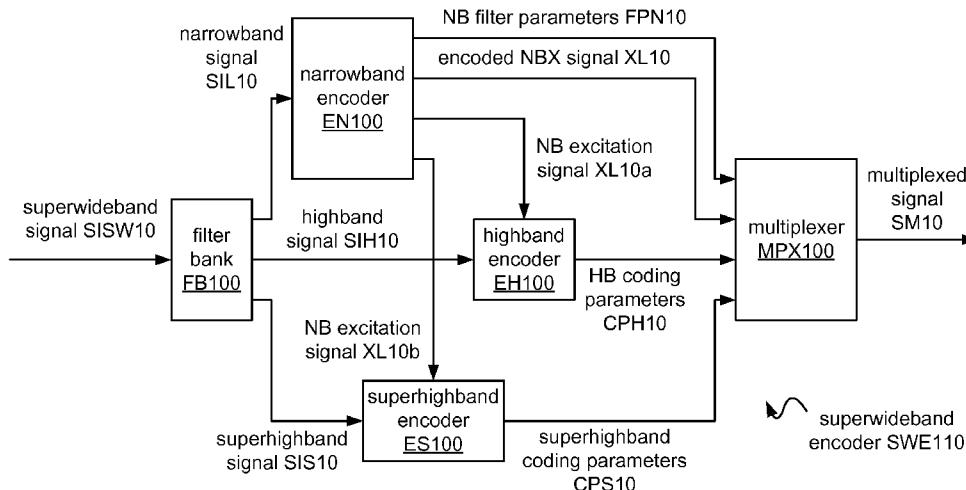 NB filter parameters FPN10
narrowband
signal
SIL10
encoded NBX signal XL10
narrowband
encoder
EN100
NB excitation
signal XL10a
multiplexed
signal
SM10
superwideband
signal SISW10
filter
bank
FB100
highband
signal SIH10
highband
encoder
EH100
multiplexer
MPX100
HB coding
parameters
CPH10
NB excitation
signal XL10b
superhighband
encoder
ES100
superhighband
signal SIS10
superhighband
coding parameters
CPS10
superwideband
encoder SWE110